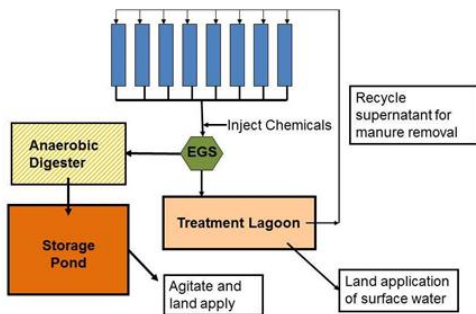 Inject Chemicals
Recycle
supernatant for
manure removal
Anaerobic
Digester
EGS
Treatment Lagoon
Storage
Pond
Agitate and
land apply
Land application
of surface water